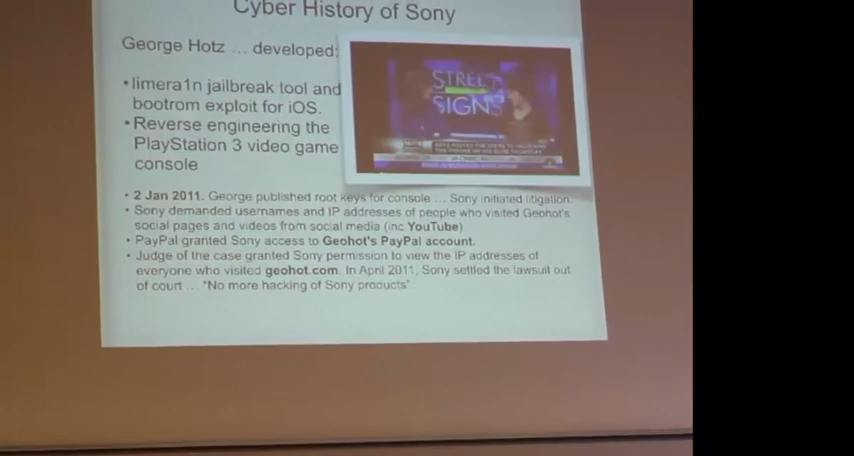 Cyber History of Sony
George Hotz ... developed:
• limera1n jailbreak tool and
bootrom exploit for iOS.
• Reverse engineering the
PlayStation 3 video game
console
STREET
SIGNS
• 2 Jan 2011. George published root keys for console ... Sony initiated litigation.
• Sony demanded usernames and IP addresses of people who visited Geohot's
social pages and videos from social media (inc YouTube)
• PayPal granted Sony access to Geohot's PayPal account.
• Judge of the case granted Sony permission to view the IP addresses of
everyone who visited geohot.com. In April 2011, Sony settled the lawsuit out
of court ... "No more hacking of Sony products".